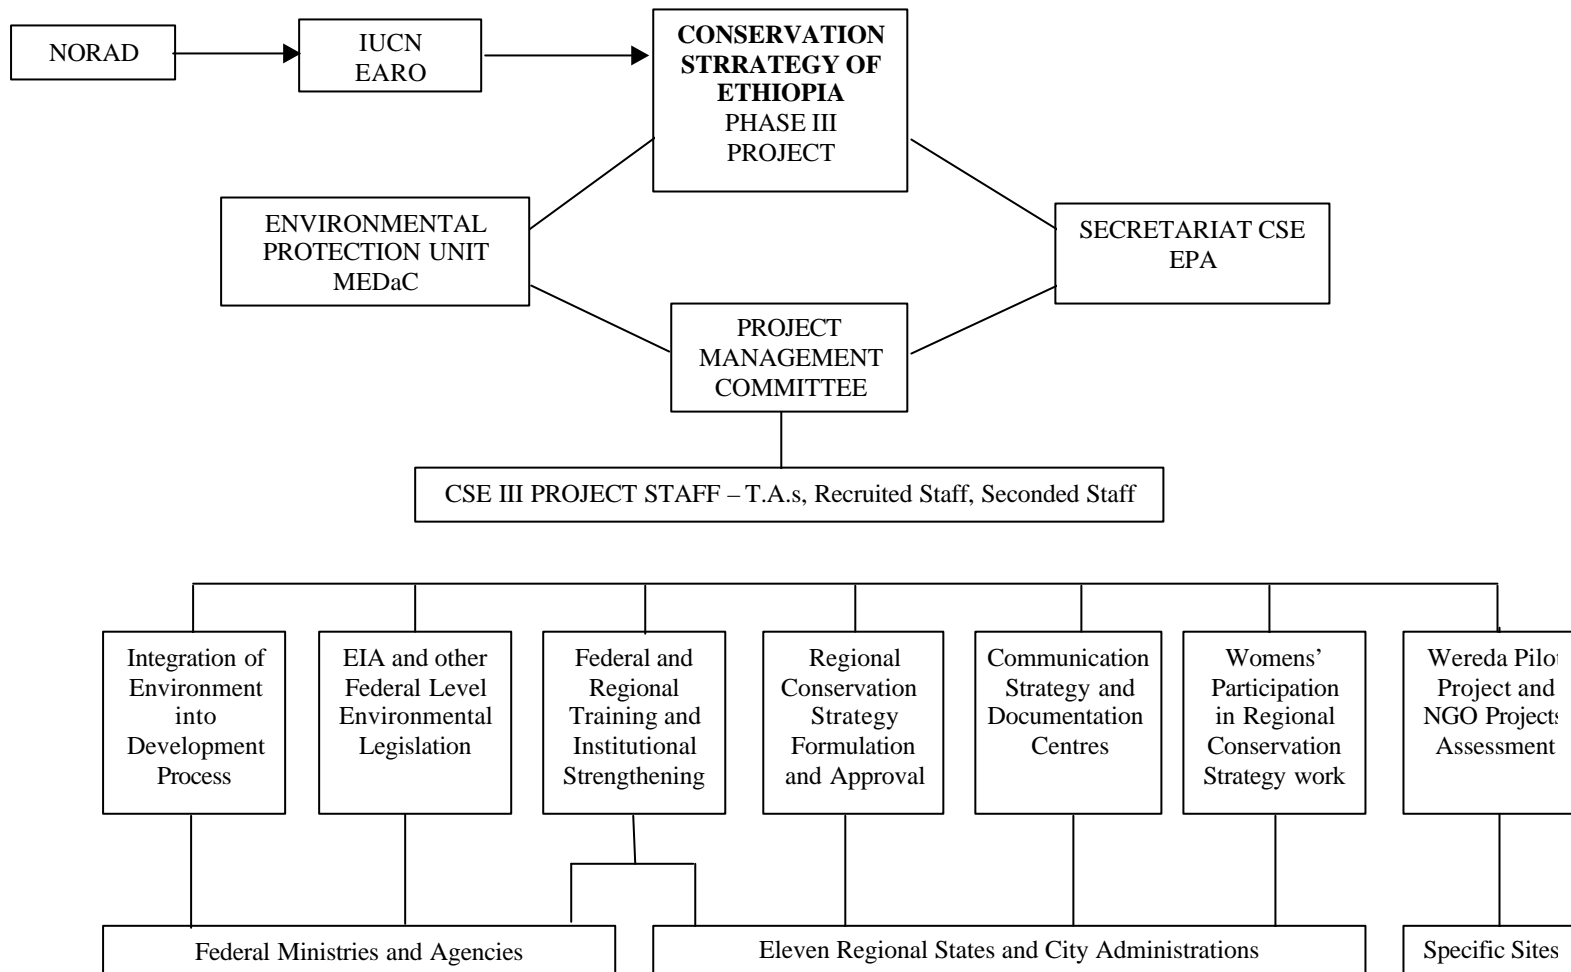 NORAD
IUCN
EARO
CONSERVATION
STRRATEGY OF
ETHIOPIA
PHASE III
PROJECT
ENVIRONMENTAL
PROTECTION UNIT
MEDaC
SECRETARIAT CSE
EPA
PROJECT
MANAGEMENT
COMMITTEE
CSE III PROJECT STAFF – T.A.s, Recruited Staff, Seconded Staff
Integration of
Environment
into
Development
Process
EIA and other
Federal Level
Environmental
Legislation
Federal and
Regional
Training and
Institutional
Strengthening
Regional
Conservation
Strategy
Formulation
and Approval
Communication
Strategy and
Documentation
Centres
Womens’
Participation
in Regional
Conservation
Strategy work
Wereda Pilot
Project and
NGO Projects
Assessment
Federal Ministries and Agencies
Eleven Regional States and City Administrations
Specific Sites